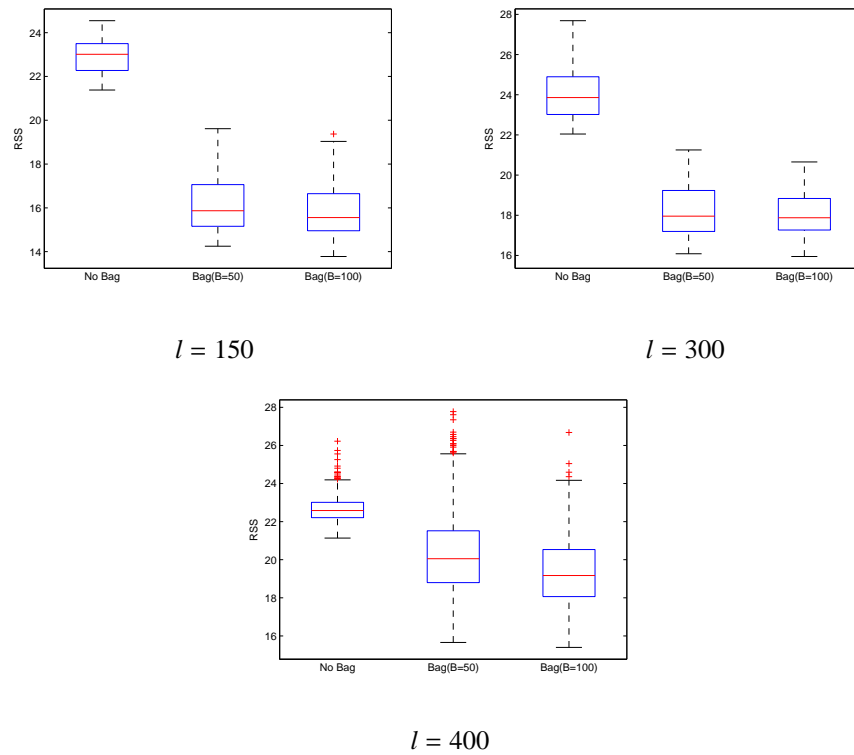 24
22
20
18
16
14
RSS
No Bag Bag(B=50) Bag(B=100)
l = 150
28
26
24
22
20
18
16
RSS
No Bag Bag(B=50) Bag(B=100)
l = 300
28
26
24
22
20
18
16
RSS
No Bag Bag(B=50) Bag(B=100)
l = 400